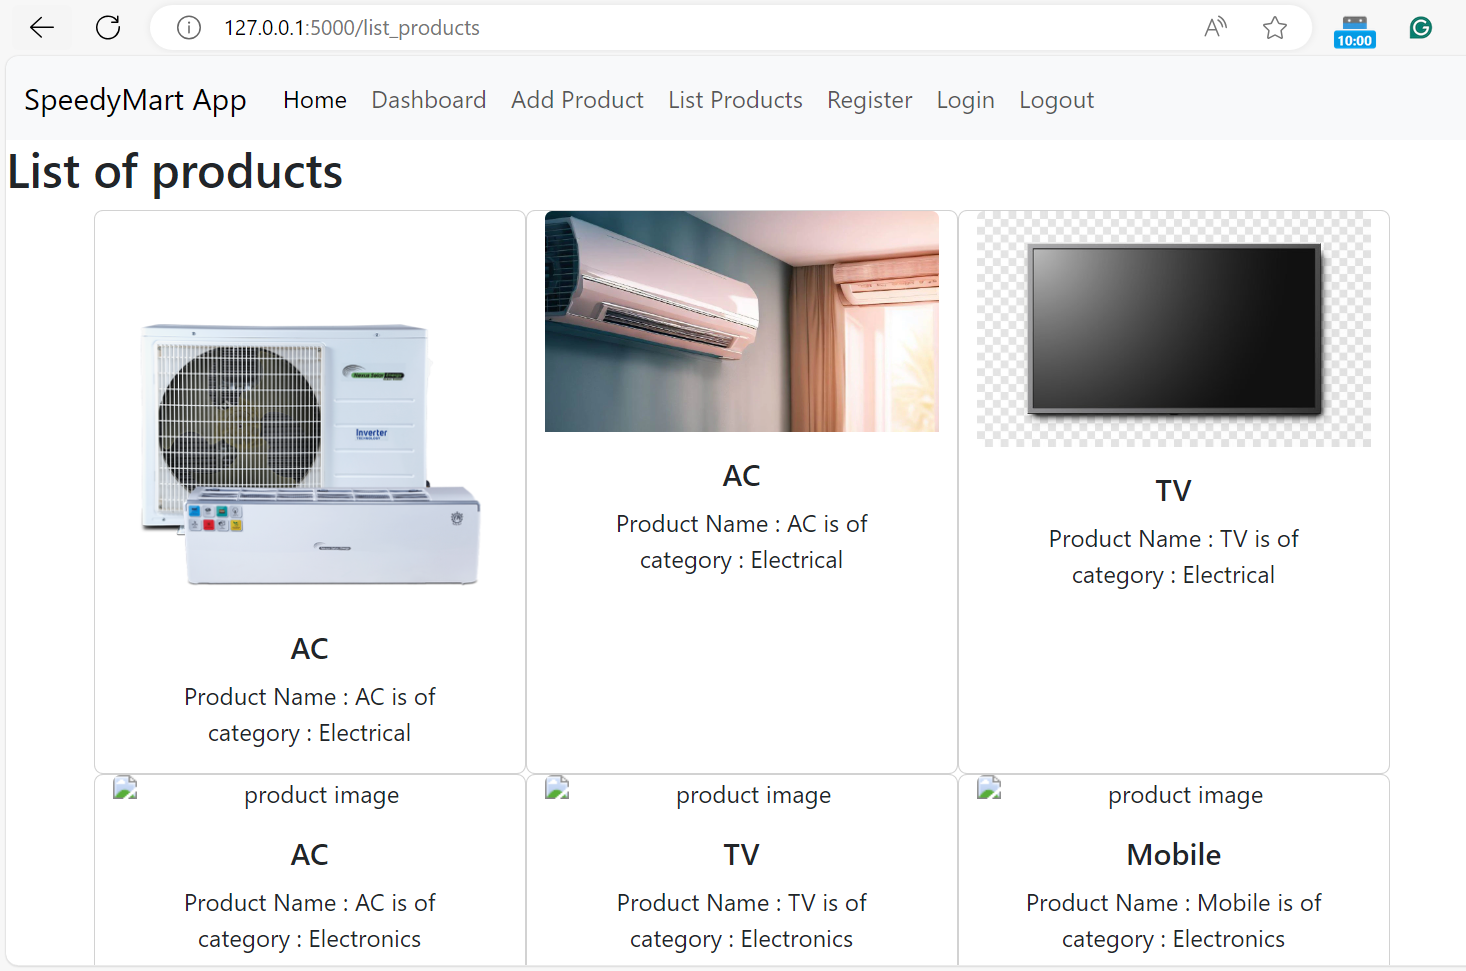 127.0.0.1:5000/list_products
10:00
SpeedyMart App Home Dashboard Add Product List Products Register Login Logout
List of products
Inverter
AC
Product Name : AC is of
category : Electrical
AC
Product Name : AC is of
category : Electrical
TV
Product Name : TV is of
category : Electrical
product image
AC
Product Name : AC is of
category : Electronics
product image
TV
Product Name : TV is of
category : Electronics
product image
Mobile
Product Name : Mobile is of
category : Electronics